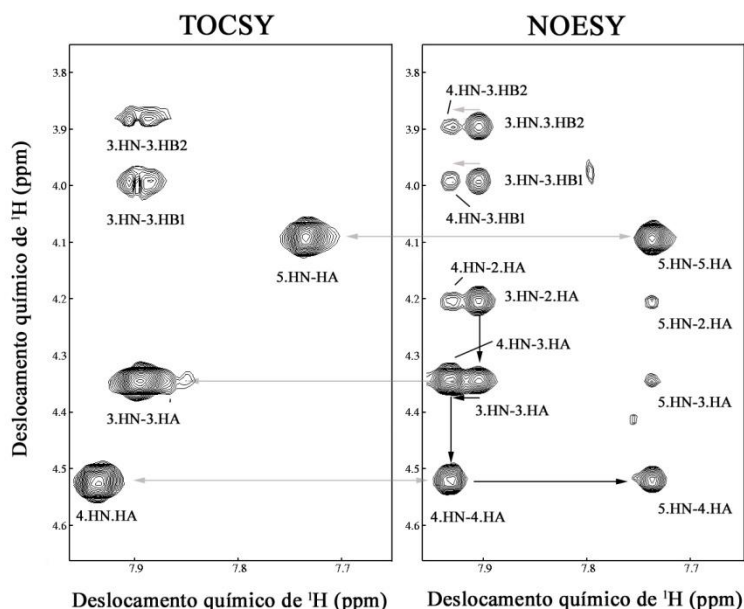 TOCSY
NOESY
3.8
3.9
4.0
4.1
4.2
4.3
4.4
4.5
4.6
Deslocamento químico de ¹H (ppm)
3.HN-3.HB2
3.HN-3.HB1
5.HN-HA
3.HN-3.HA
4.HN.HA
7.9
7.8
7.7
Deslocamento químico de ¹H (ppm)
3.8
3.9
4.0
4.1
4.2
4.3
4.4
4.5
4.6
Deslocamento químico de ¹H (ppm)
4.HN-3.HB2
3.HN.3.HB2
3.HN-3.HB1
4.HN-3.HB1
5.HN-5.HA
4.HN-2.HA
3.HN-2.HA
5.HN-2.HA
4.HN-3.HA
5.HN-3.HA
3.HN-3.HA
4.HN-4.HA
5.HN-4.HA
7.9
7.8
7.7
Deslocamento químico de ¹H (ppm)